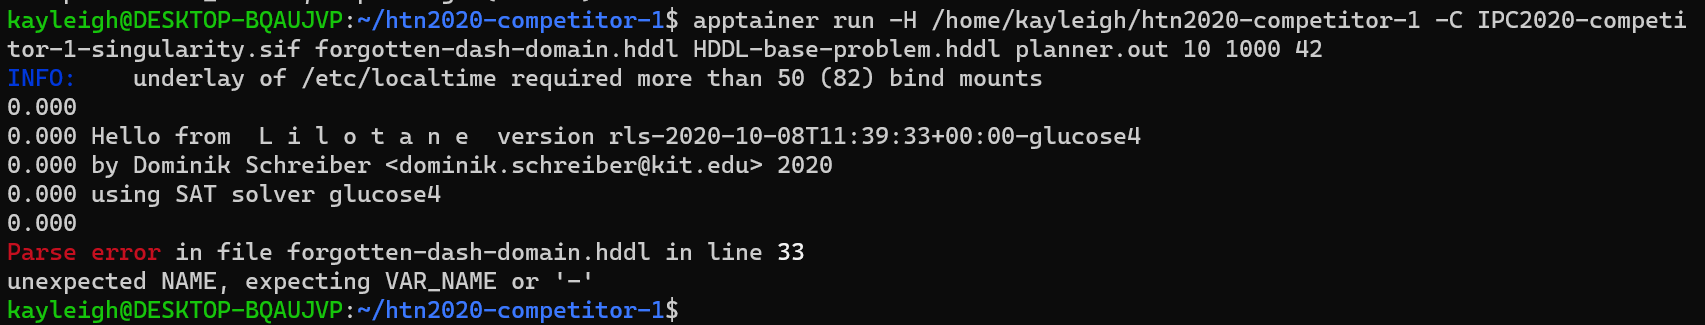 kayleigh@DESKTOP-BQAUJVP:~/htn2020-competitor-1$ apptainer run -H /home/kayleigh/htn2020-competitor-1 -C IPC2020-competi
tor-1-singularity.sif forgotten-dash-domain.hddl HDDL-base-problem.hddl planner.out 10 1000 42
INFO:    underlay of /etc/localtime required more than 50 (82) bind mounts
0.000
0.000 Hello from  L i l o t a n e  version rls-2020-10-08T11:39:33+00:00-glucose4
0.000 by Dominik Schreiber <dominik.schreiber@kit.edu> 2020
0.000 using SAT solver glucose4
0.000
Parse error in file forgotten-dash-domain.hddl in line 33
unexpected NAME, expecting VAR_NAME or '-'
kayleigh@DESKTOP-BQAUJVP:~/htn2020-competitor-1$